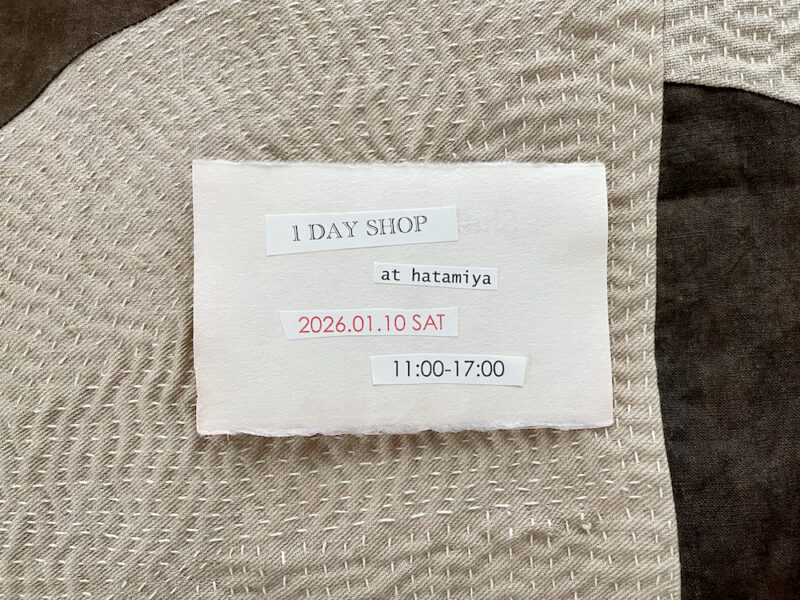 1 DAY SHOP
at hatamiya
2026.01.10 SAT
11:00-17:00